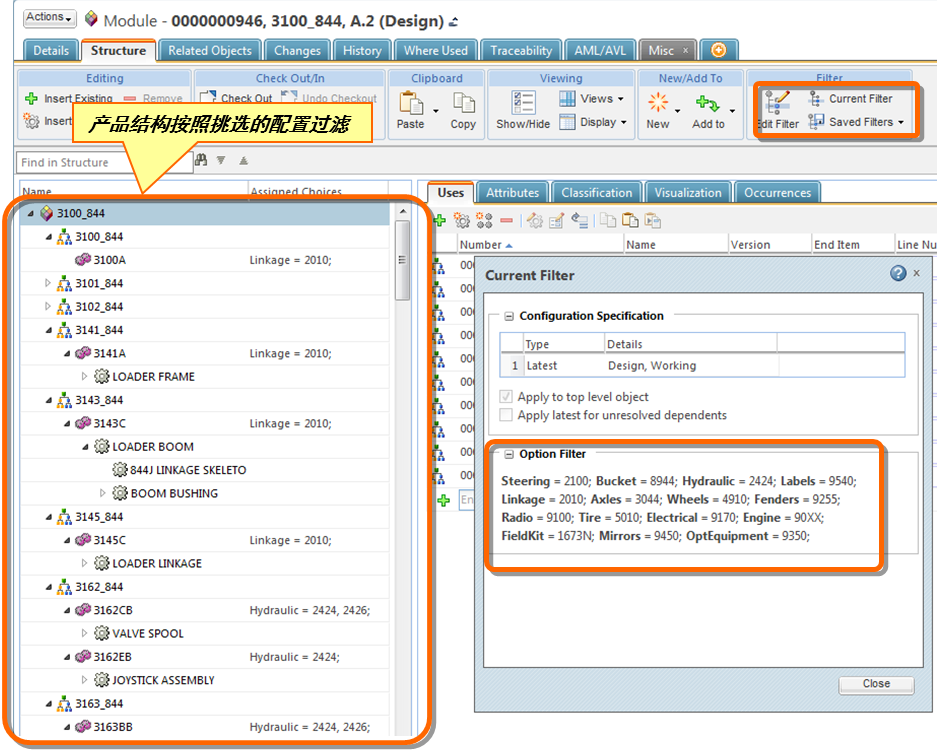 Actions
Module - 0000000946, 3100_844, A.2 (Design)
Details Structure Related Objects Changes History Where Used Traceability AML/AVL Misc x
Editing Check Out/In Clipboard Viewing New/Add To Filter
Insert Existing Remove Check Out Undo Checkout Views Current Filter
Insert Paste Copy Show/Hide Display New Add to Edit Filter Saved Filters
产品结构按照挑选的配置过滤
Find in Structure
Name Assigned Choices
3100_844
3100_844
3100A Linkage = 2010;
3101_844
3102_844
3141_844
3141A Linkage = 2010;
LOADER FRAME
3143_844
3143C Linkage = 2010;
LOADER BOOM
844J LINKAGE SKELETO
BOOM BUSHING
3145_844
3145C Linkage = 2010;
LOADER LINKAGE
3162_844
3162CB Hydraulic = 2424, 2426;
VALVE SPOOL
3162EB Hydraulic = 2424;
JOYSTICK ASSEMBLY
3163_844
3163BB Hydraulic = 2424, 2426;
Uses Attributes Classification Visualization Occurrences
Number Name Version End Item Line Nu
Current Filter ? x
Configuration Specification
Type Details
1 Latest Design, Working
Apply to top level object
Apply latest for unresolved dependents
Option Filter
Steering = 2100; Bucket = 8944; Hydraulic = 2424; Labels = 9540;
Linkage = 2010; Axles = 3044; Wheels = 4910; Fenders = 9255;
Radio = 9100; Tire = 5010; Electrical = 9170; Engine = 90XX;
FieldKit = 1673N; Mirrors = 9450; OptEquipment = 9350;
Close